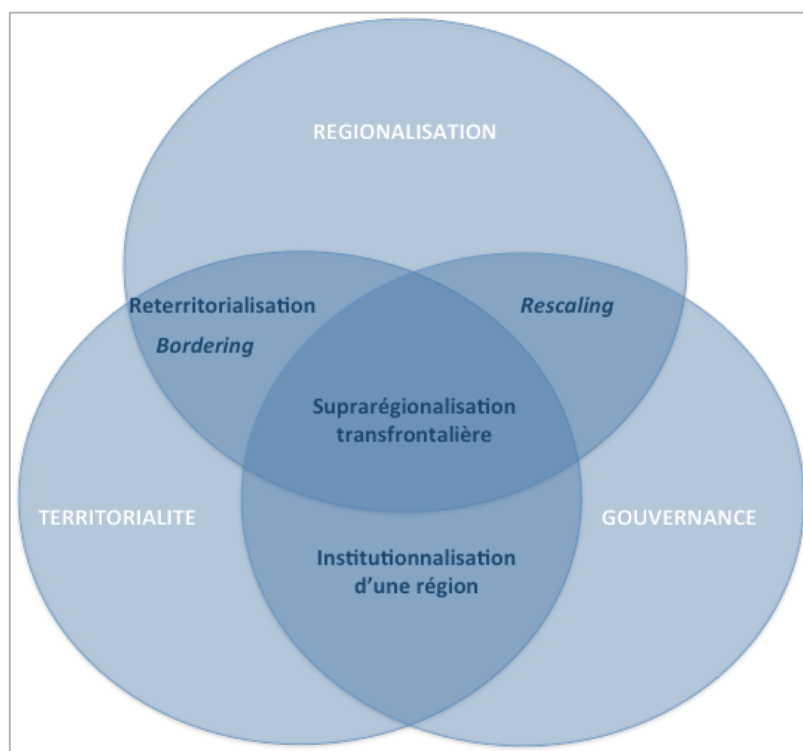 REGIONALISATION
Reterritorialisation
Bordering
Rescaling
Suprarégionalisation
transfrontalière
TERRITORIALITE
GOUVERNANCE
Institutionnalisation
d’une région